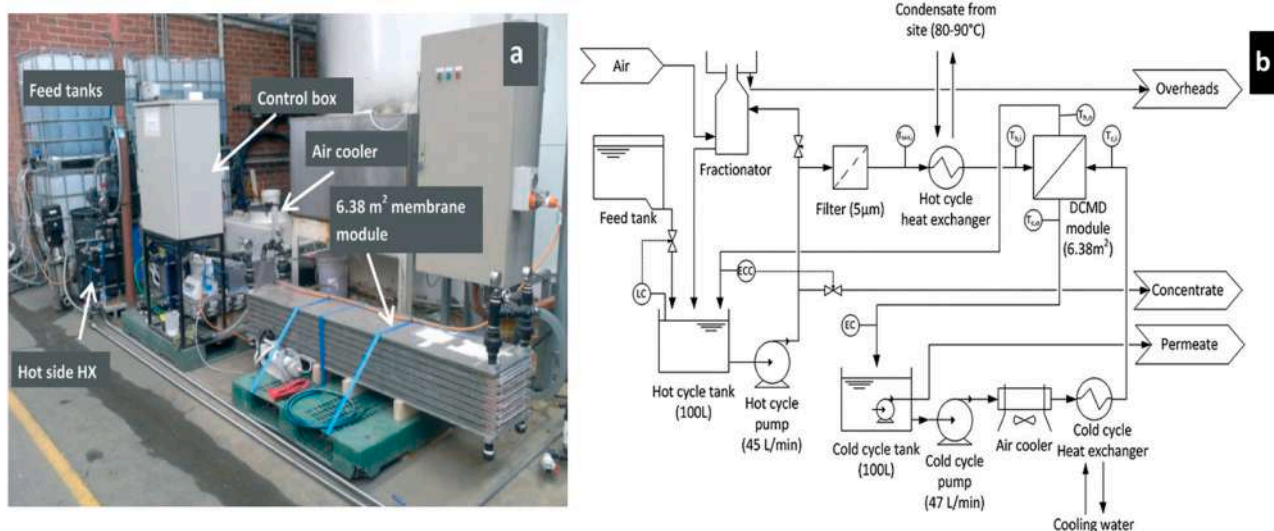 a
Feed tanks
Control box
Air cooler
6.38 m² membrane
module
Hot side HX
b
Condensate from
site (80-90°C)
Air
Overheads
Fractionator
Feed tank
Filter (5µm)
Hot cycle
heat exchanger
T h,i
T h,o
T c,i
T c,o
DCMD
module
(6.38m²)
LC
ECC
Concentrate
EC
Permeate
Hot cycle tank
(100L)
Hot cycle
pump
(45 L/min)
Cold cycle tank
(100L)
Cold cycle
pump
(47 L/min)
Air cooler
Cold cycle
Heat exchanger
Cooling water